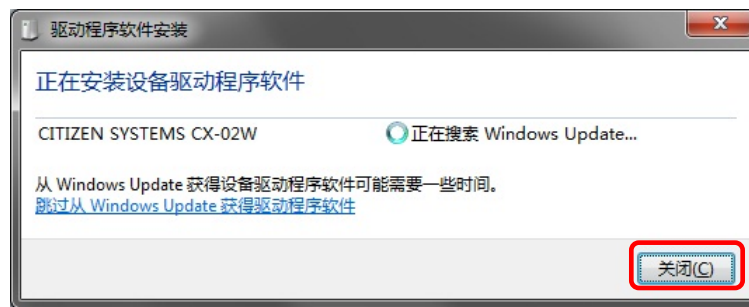 驱动程序软件安装
正在安装设备驱动程序软件
CITIZEN SYSTEMS CX-02W 正在搜索 Windows Update...
从 Windows Update 获得设备驱动程序软件可能需要一些时间。
跳过从 Windows Update 获得驱动程序软件
关闭(C)